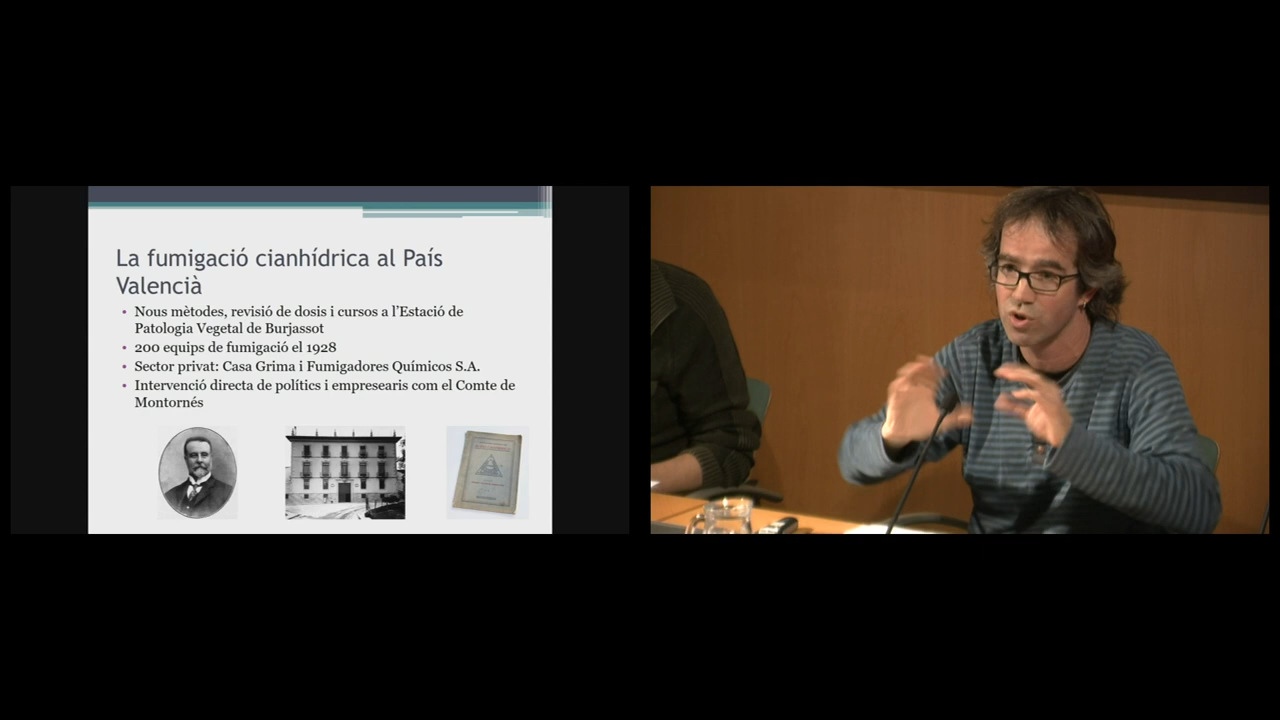 La fumigació cianhídrica al País
Valencià
• Nous mètodes, revisió de dosis i cursos a l'Estació de
Patologia Vegetal de Burjassot
• 200 equips de fumigació el 1928
• Sector privat: Casa Grima i Fumigadores Químicos S.A.
• Intervenció directa de polítics i empresearis com el Comte de
Montornés